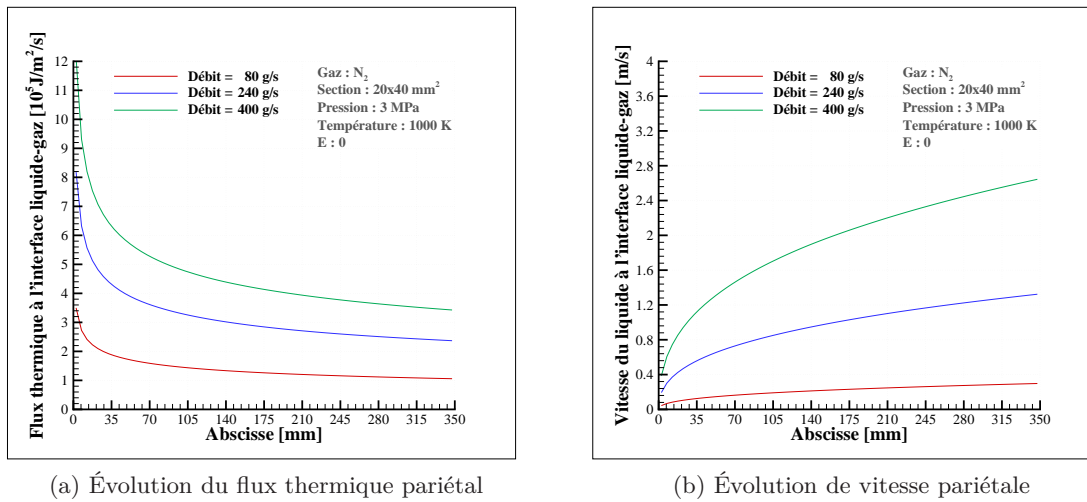 Flux thermique à l'interface liquide-gaz [10⁵J/m²/s]
12
11
10
9
8
7
6
5
4
3
2
1
0
0 35 70 105 140 175 210 245 280 315 350
Abscisse [mm]
Débit = 80 g/s
Débit = 240 g/s
Débit = 400 g/s
Gaz : N₂
Section : 20x40 mm²
Pression : 3 MPa
Température : 1000 K
E : 0
(a) Évolution du flux thermique pariétal
Vitesse du liquide à l'interface liquide-gaz [m/s]
4
3.6
3.2
2.8
2.4
2
1.6
1.2
0.8
0.4
0
0 35 70 105 140 175 210 245 280 315 350
Abscisse [mm]
Débit = 80 g/s
Débit = 240 g/s
Débit = 400 g/s
Gaz : N₂
Section : 20x40 mm²
Pression : 3 MPa
Température : 1000 K
E : 0
(b) Évolution de vitesse pariétale